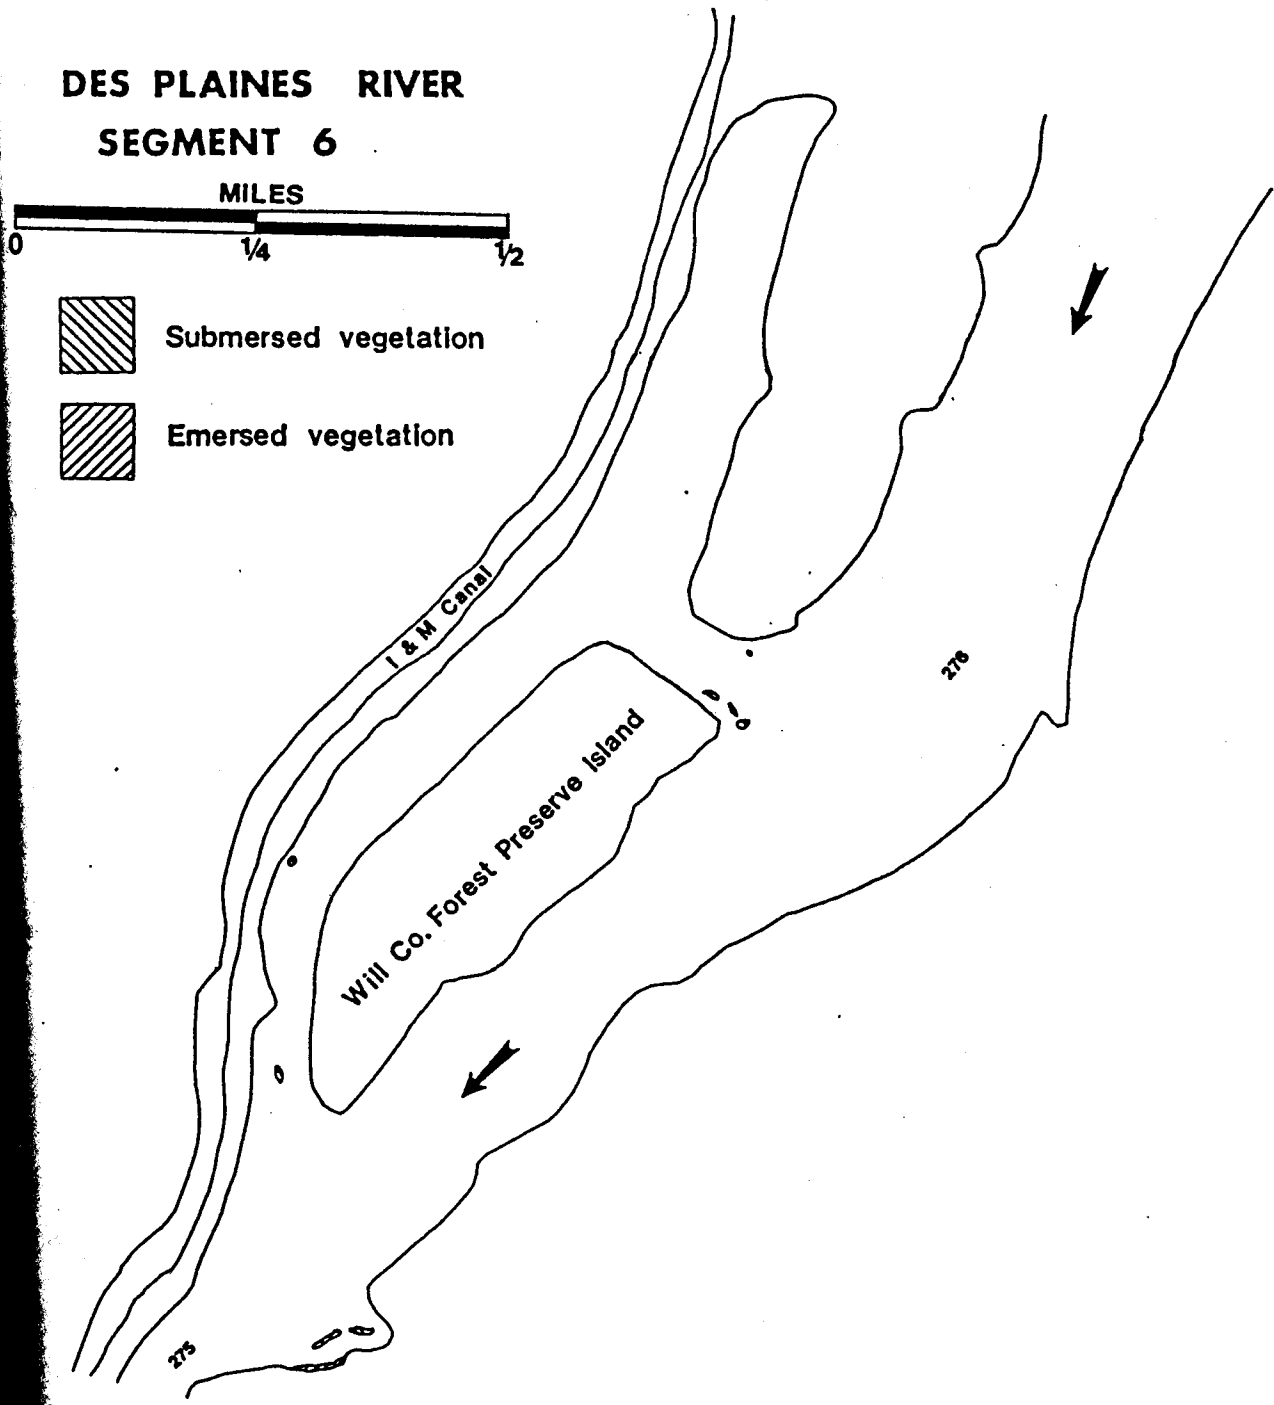 DES PLAINES RIVER
SEGMENT 6
MILES
0 1/4 1/2
Submersed vegetation
Emersed vegetation
I & M Canal
276
Will Co. Forest Preserve Island
275